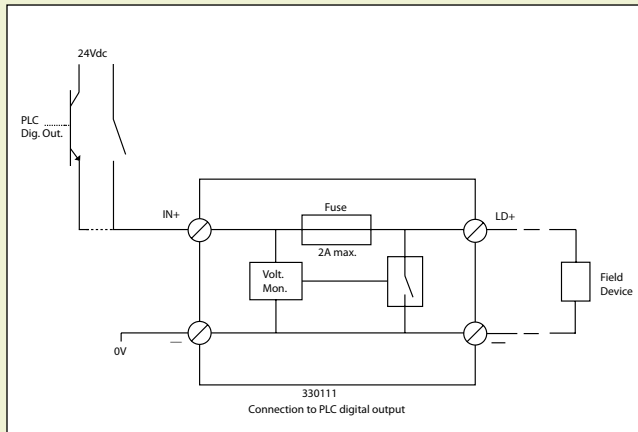 24Vdc
PLC
Dig. Out.
IN+
Fuse
LD+
2A max.
Volt.
Mon.
Field
Device
—
—
0V
330111
Connection to PLC digital output